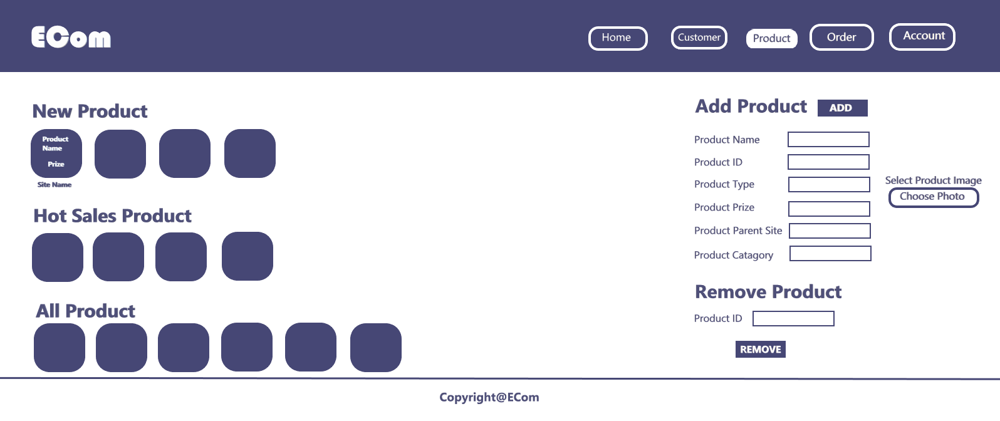 ECom
Home
Customer
Product
Order
Account
New Product
Product
Name
Prize
Site Name
Hot Sales Product
All Product
Add Product
ADD
Product Name
Product ID
Product Type
Product Prize
Product Parent Site
Product Catagory
Select Product Image
Choose Photo
Remove Product
Product ID
REMOVE
Copyright@ECom